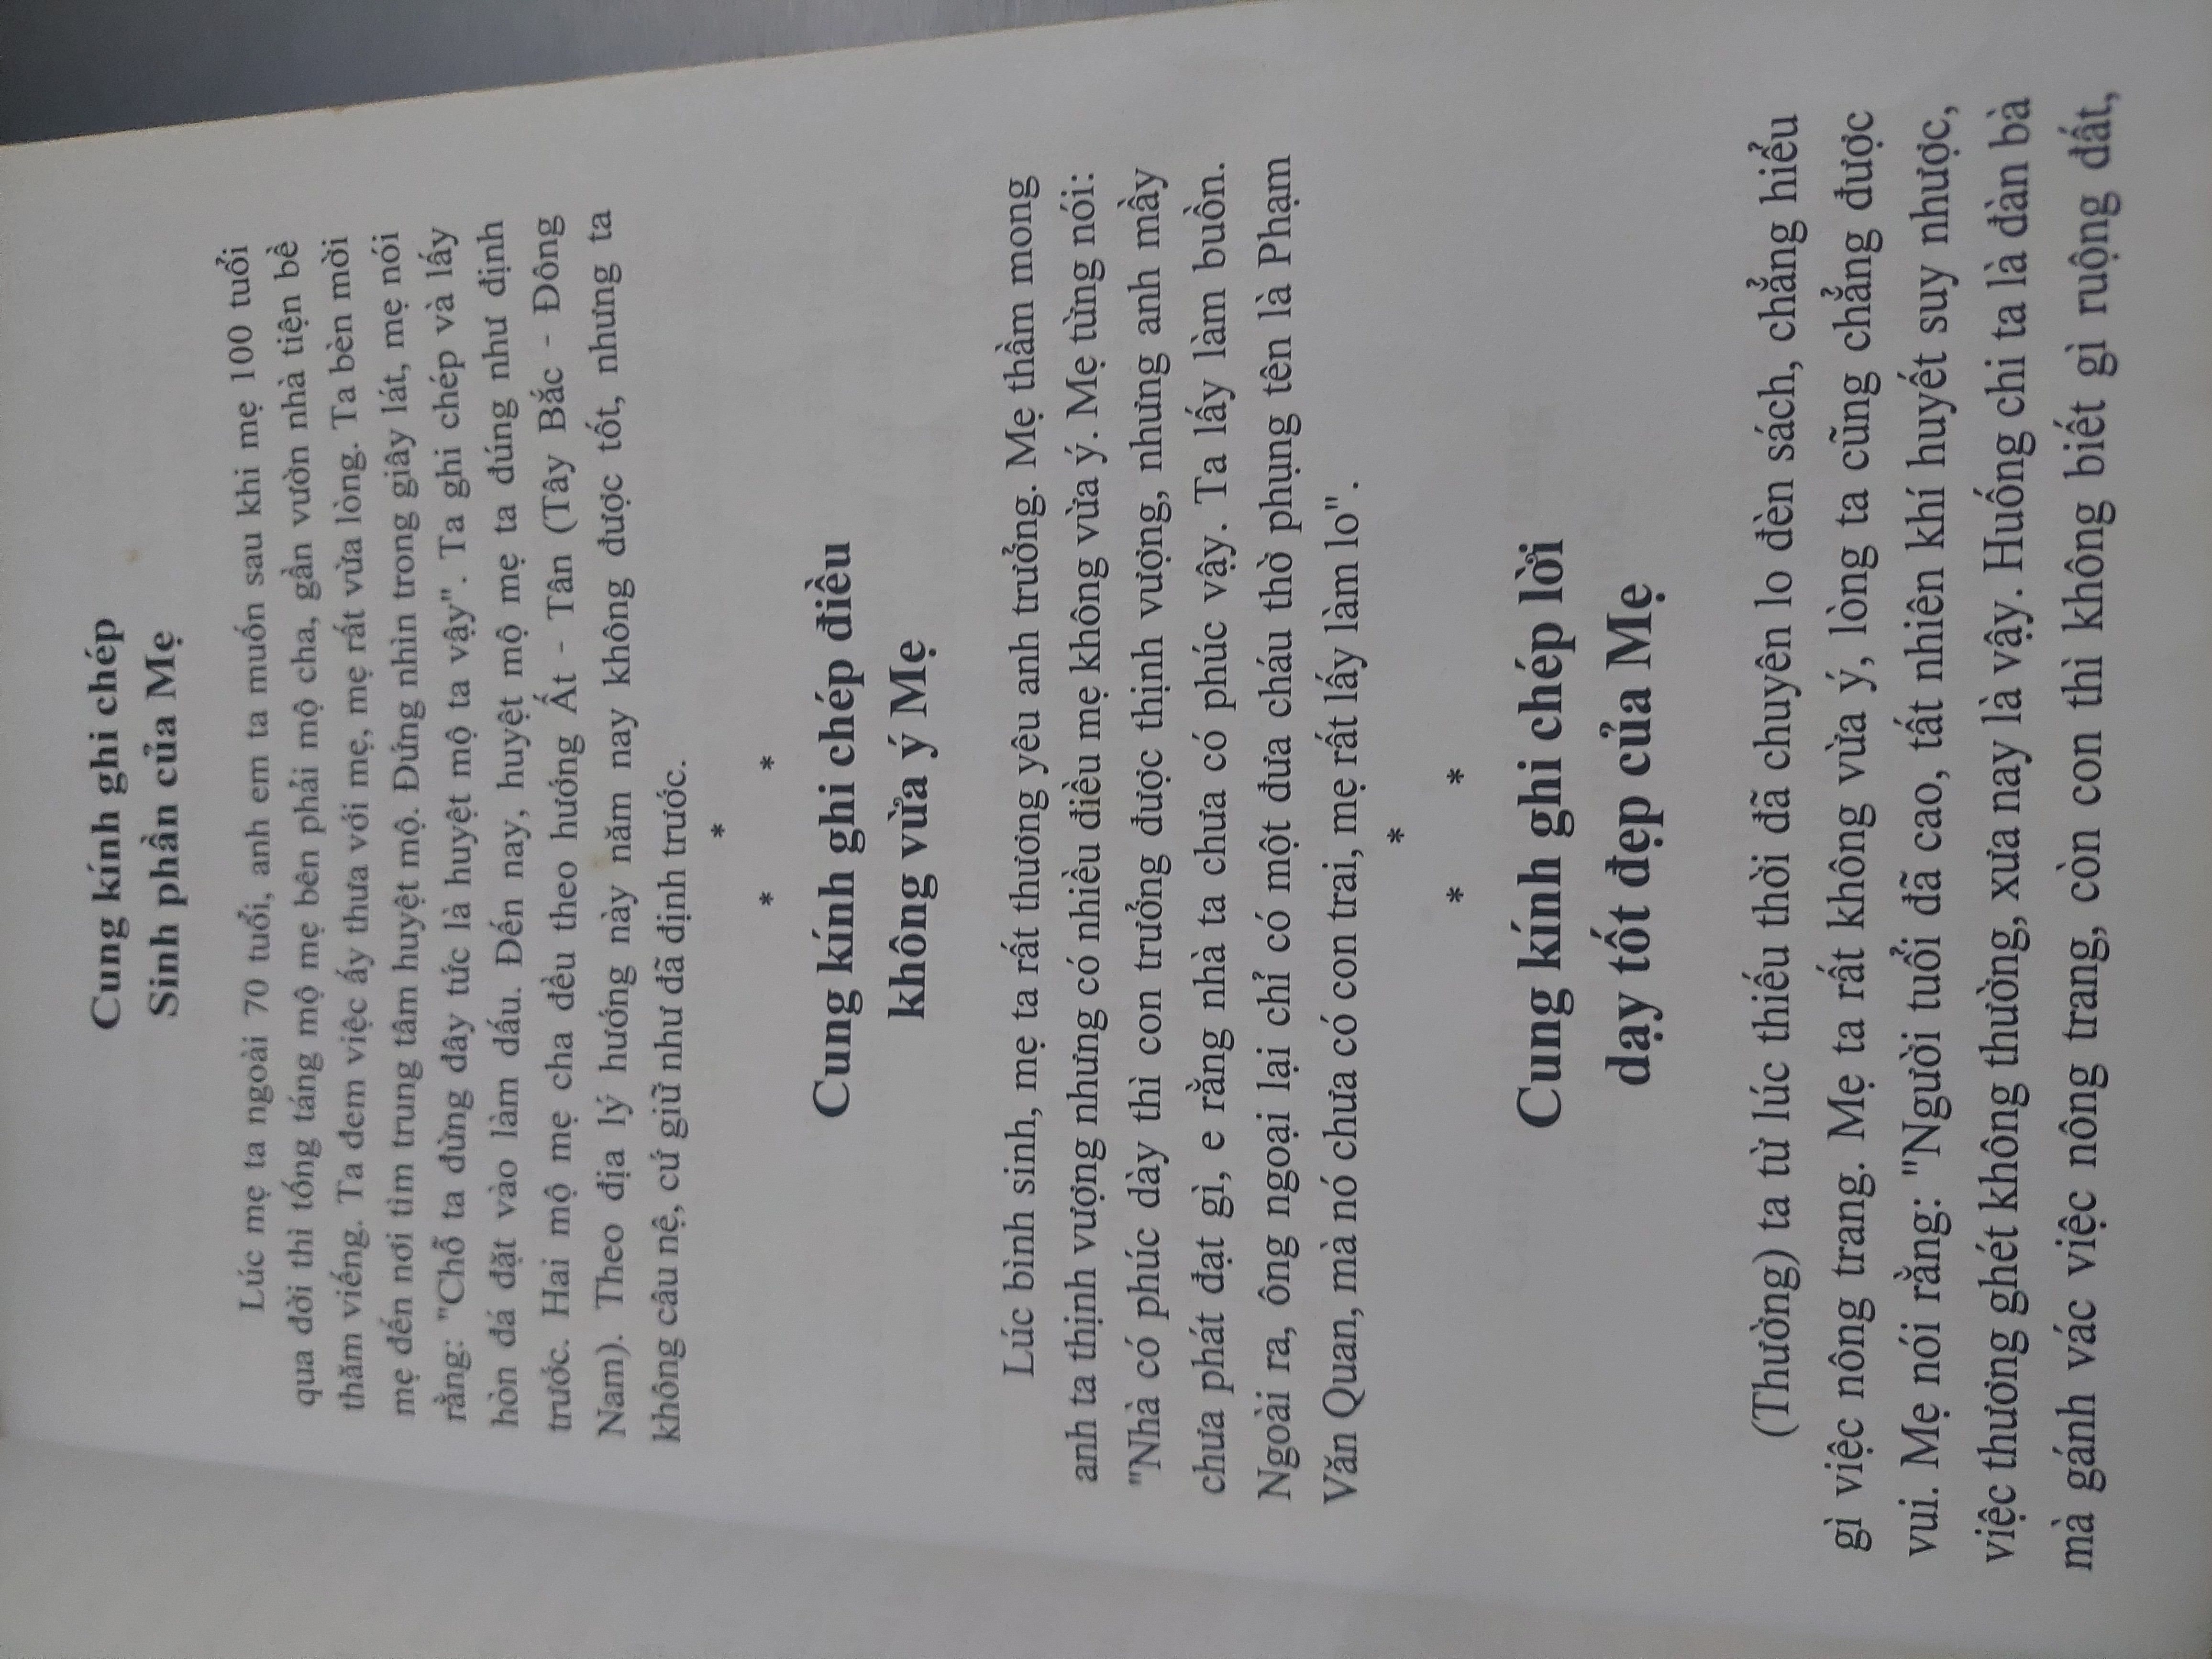 Cung kính ghi chép
Sinh phần của Mẹ
Lúc mẹ ta ngoài 70 tuổi, anh em ta muốn sau khi mẹ 100 tuổi
qua đời thì tống táng mộ mẹ bên phải mộ cha, gần vườn nhà tiện bề
thăm viếng. Ta đem việc ấy thưa với mẹ, mẹ rất vừa lòng. Ta bèn mời
mẹ đến nơi tìm trung tâm huyệt mộ. Đứng nhìn trong giây lát, mẹ nói
rằng: "Chỗ ta đừng đây tức là huyệt mộ ta vậy". Ta ghi chép và lấy
hòn đá đặt vào làm dấu. Đến nay, huyệt mộ mẹ ta đúng như định
trước. Hai mộ mẹ cha đều theo hướng Ất - Tân (Tây Bắc - Đông
Nam). Theo địa lý hướng này năm nay không được tốt, nhưng ta
không câu nệ, cứ giữ như đã định trước.
*
* *
Cung kính ghi chép điều
không vừa ý Mẹ
Lúc bình sinh, mẹ ta rất thương yêu anh trưởng. Mẹ thầm mong
anh ta thịnh vượng nhưng có nhiều điều mẹ không vừa ý. Mẹ từng nói:
"Nhà có phúc dày thì con trưởng được thịnh vượng, nhưng anh mầy
chưa phát đạt gì, e rằng nhà ta chưa có phúc vậy. Ta lấy làm buồn.
Ngoài ra, ông ngoại lại chỉ có một đưa cháu thờ phụng tên là Phạm
Văn Quan, mà nó chưa có con trai, mẹ rất lấy làm lo".
*
* *
Cung kính ghi chép lời
dạy tốt đẹp của Mẹ
(Thường) ta từ lúc thiếu thời đã chuyên lo đèn sách, chẳng hiểu
gì việc nông trang. Mẹ ta rất không vừa ý, lòng ta cũng chẳng được
vui. Mẹ nói rằng: "Người tuổi đã cao, tất nhiên khí huyết suy nhược,
việc thương ghét không thường, xưa nay là vậy. Huống chi ta là đàn bà
mà gánh vác việc nông trang, còn con thì không biết gì ruộng đất,